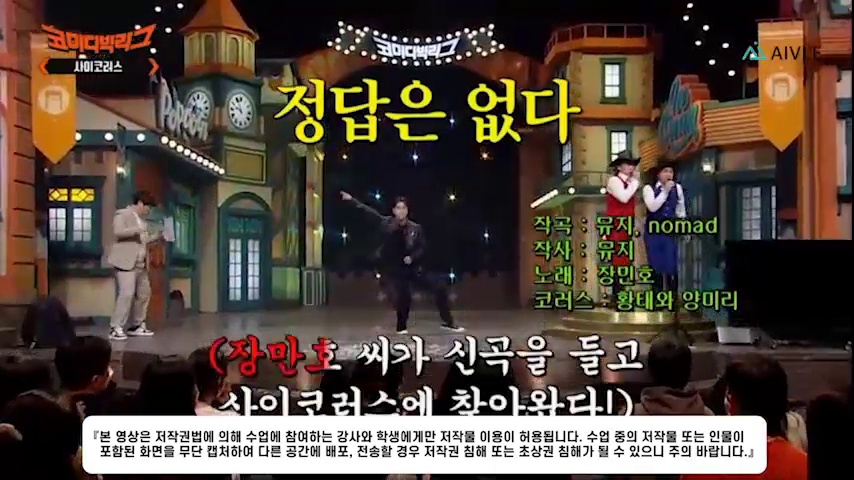 코미디빅리그
사이코러스
코미디빅리그
AIVLE
정답은 없다
POPCORN
작곡 : 뮤지, nomad
작사 : 뮤지
노래 : 장민호
코러스 : 황태와 양미리
(장만호 씨가 신곡을 들고
사이코러스에 찾아왔다!)
『본 영상은 저작권법에 의해 수업에 참여하는 강사와 학생에게만 저작물 이용이 허용됩니다. 수업 중의 저작물 또는 인물이
포함된 화면을 무단 캡처하여 다른 공간에 배포, 전송할 경우 저작권 침해 또는 초상권 침해가 될 수 있으니 주의 바랍니다.』